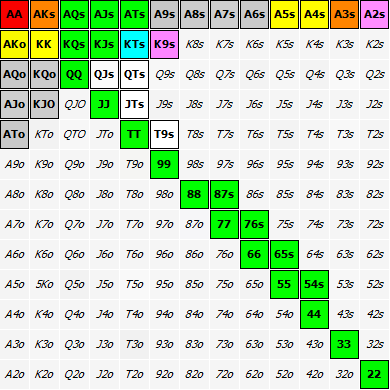 AA AKs AQs AJs ATs A9s A8s A7s A6s A5s A4s A3s A2s
AKo KK KQs KJs KTs K9s K8s K7s K6s K5s K4s K3s K2s
AQo KQo QQ QJs QTs Q9s Q8s Q7s Q6s Q5s Q4s Q3s Q2s
AJo KJO QJO JJ JTs J9s J8s J7s J6s J5s J4s J3s J2s
ATo KTo QTO JTo TT T9s T8s T7s T6s T5s T4s T3s T2s
A9o K9o Q9o J9o T9o 99 98s 97s 96s 95s 94s 93s 92s
A8o K8o Q8o J8o T8o 98o 88 87s 86s 85s 84s 83s 82s
A7o K7o Q7o J7o T7o 97o 87o 77 76s 75s 74s 73s 72s
A6o K6o Q6o J6o T6o 96o 86o 76o 66 65s 64s 63s 62s
A5o 5Ko Q5o J5o T5o 95o 85o 75o 65o 55 54s 53s 52s
A4o K4o Q4o J4o T4o 94o 84o 74o 64o 54o 44 43s 42s
A3o K3o Q3o J3o T3o 93o 83o 73o 63o 53o 43o 33 32s
A2o K2o Q2o J2o T2o 92o 82o 72o 62o 52o 42o 32o 22